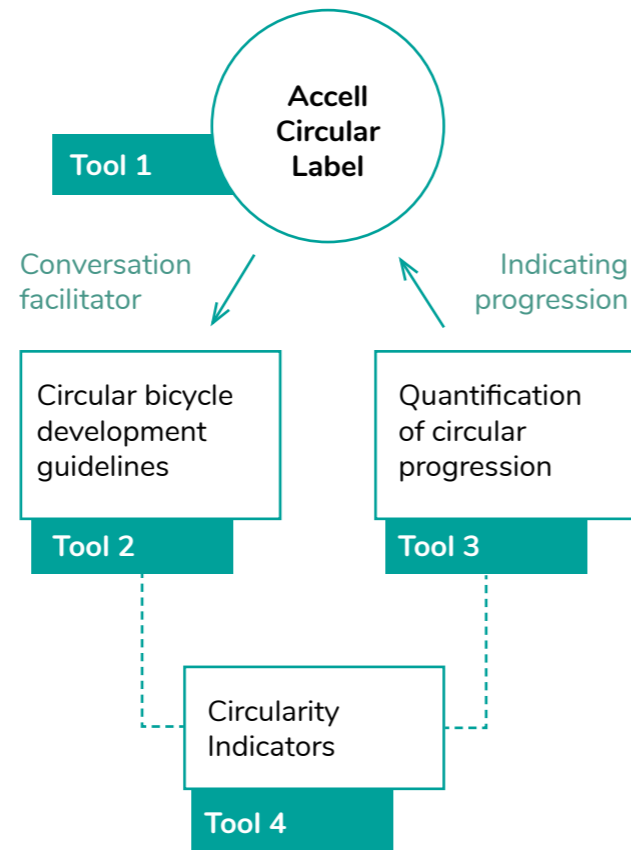 Accell
Circular
Label
Tool 1
Conversation
facilitator
Indicating
progression
Circular bicycle
development
guidelines
Tool 2
Quantification
of circular
progression
Tool 3
Circularity
Indicators
Tool 4